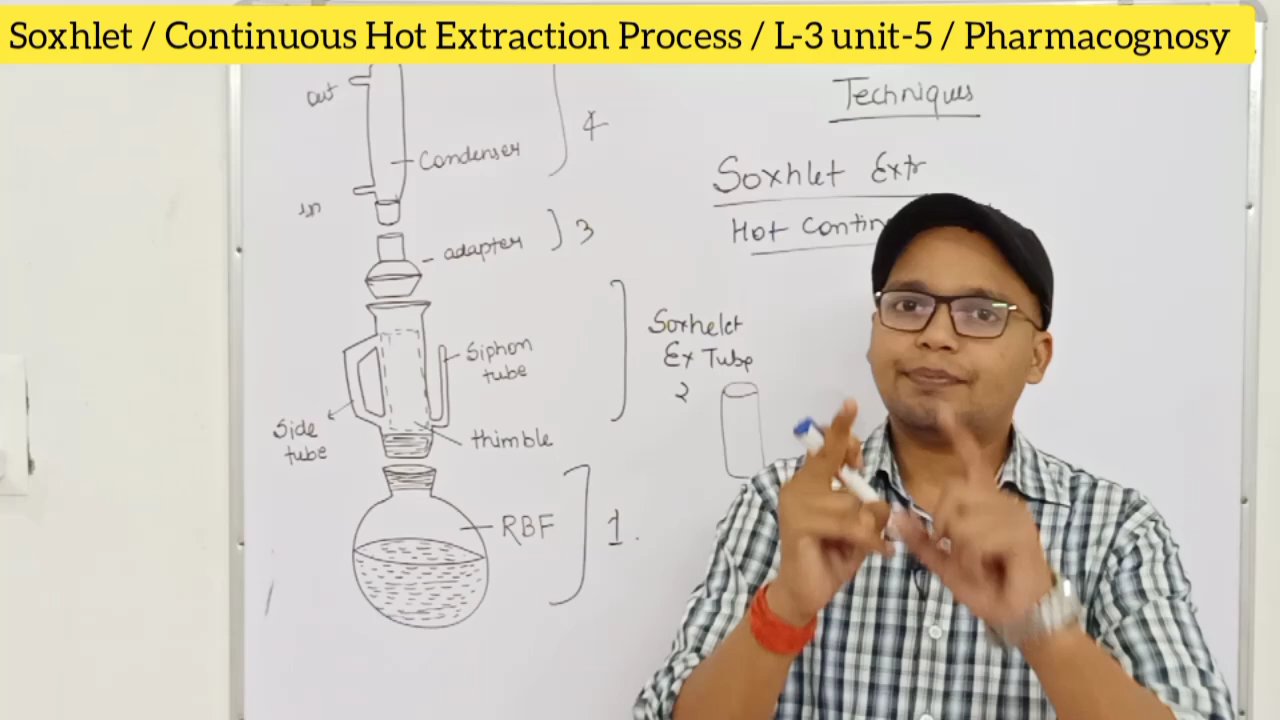 Soxhlet / Continuous Hot Extraction Process / L-3 unit-5 / Pharmacognosy
Techniques
out
Condenser
4
Soxhlet Extr
in
Hot Contin
adapter
3
Siphon
tube
Soxhelet
Ex Tube
2
Side
tube
thimble
RBF
1.